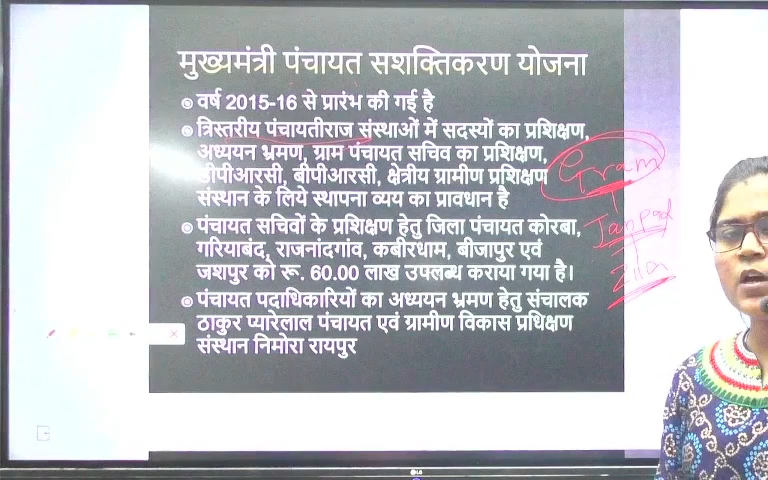 मुख्यमंत्री पंचायत सशक्तिकरण योजना
वर्ष 2015-16 से प्रारंभ की गई है
त्रिस्तरीय पंचायतीराज संस्थाओं में सदस्यों का प्रशिक्षण,
अध्ययन भ्रमण, ग्राम पंचायत सचिव का प्रशिक्षण,
डीपीआरसी, बीपीआरसी, क्षेत्रीय ग्रामीण प्रशिक्षण
संस्थान के लिये स्थापना व्यय का प्रावधान है
पंचायत सचिवों के प्रशिक्षण हेतु जिला पंचायत कोरबा,
गरियाबंद, राजनांदगांव, कबीरधाम, बीजापुर एवं
जशपुर को रू. 60.00 लाख उपलब्ध कराया गया है।
पंचायत पदाधिकारियों का अध्ययन भ्रमण हेतु संचालक
ठाकुर प्यारेलाल पंचायत एवं ग्रामीण विकास प्रधिक्षण
संस्थान निमोरा रायपुर
Gram
Janpad
Zila
LG